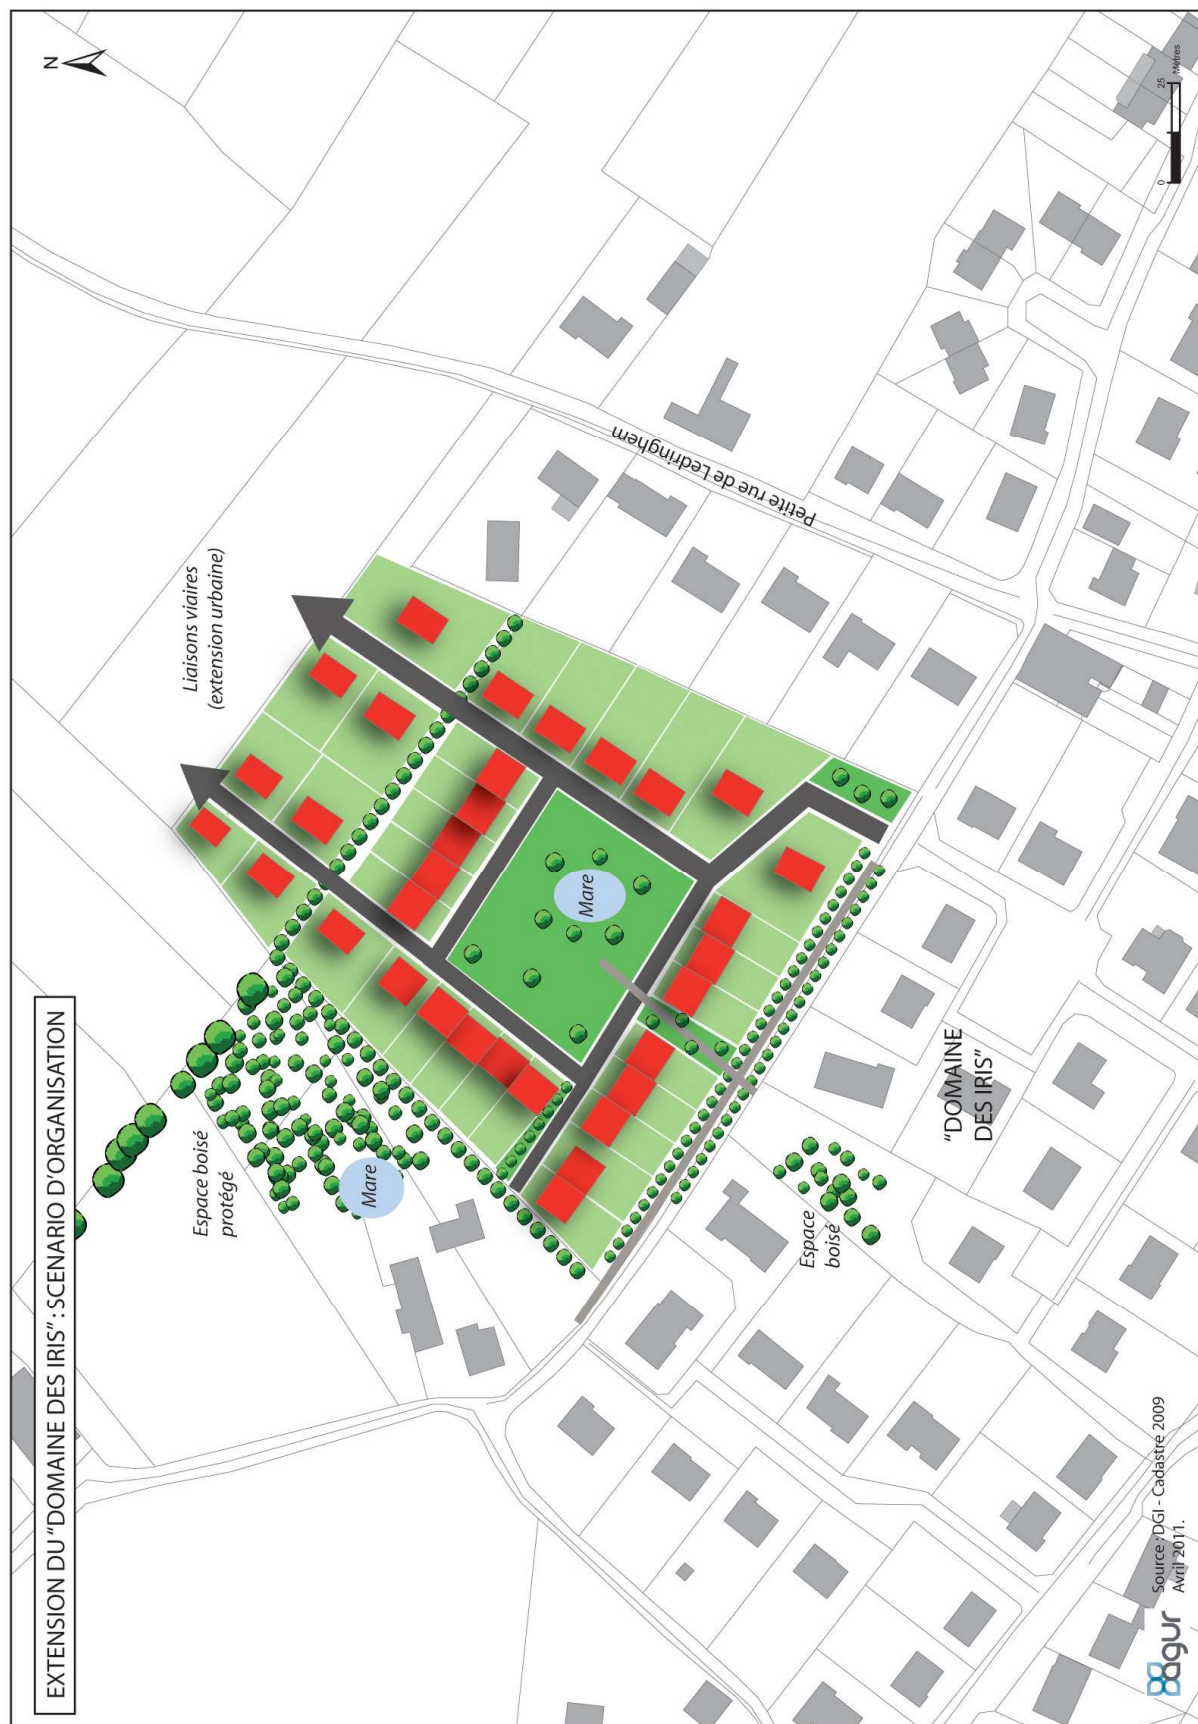 EXTENSION DU "DOMAINE DES IRIS" : SCENARIO D'ORGANISATION
N
Liaisons viaires
(extension urbaine)
Espace boisé
protégé
Mare
Mare
Petite rue de Ledringhem
Espace
boisé
"DOMAINE
DES IRIS"
agur
Source : DGI - Cadastre 2009
Avril 2011.
0
25
Mètres